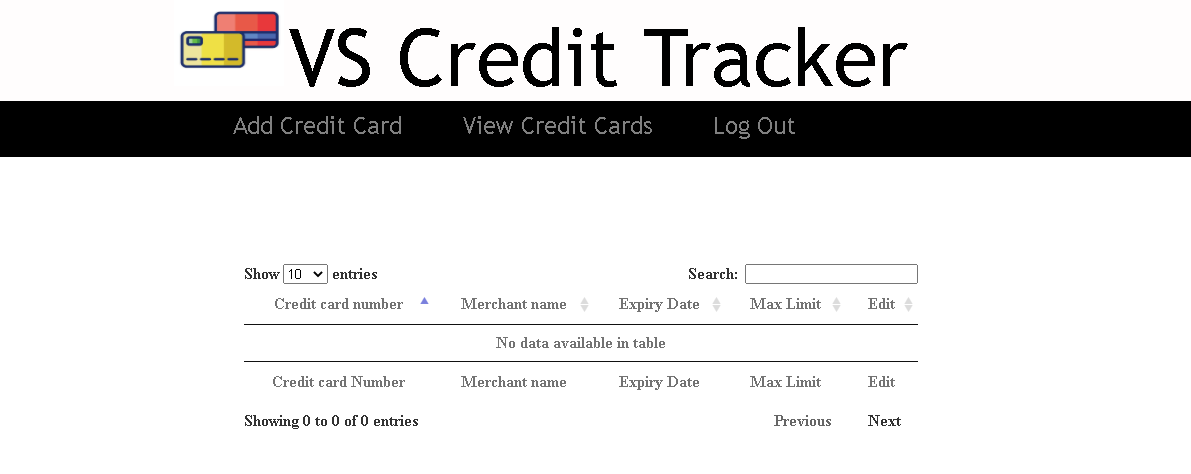 VS Credit Tracker
Add Credit Card View Credit Cards Log Out
Show 10 entries Search:
Credit card number Merchant name Expiry Date Max Limit Edit
No data available in table
Credit card Number Merchant name Expiry Date Max Limit Edit
Showing 0 to 0 of 0 entries Previous Next